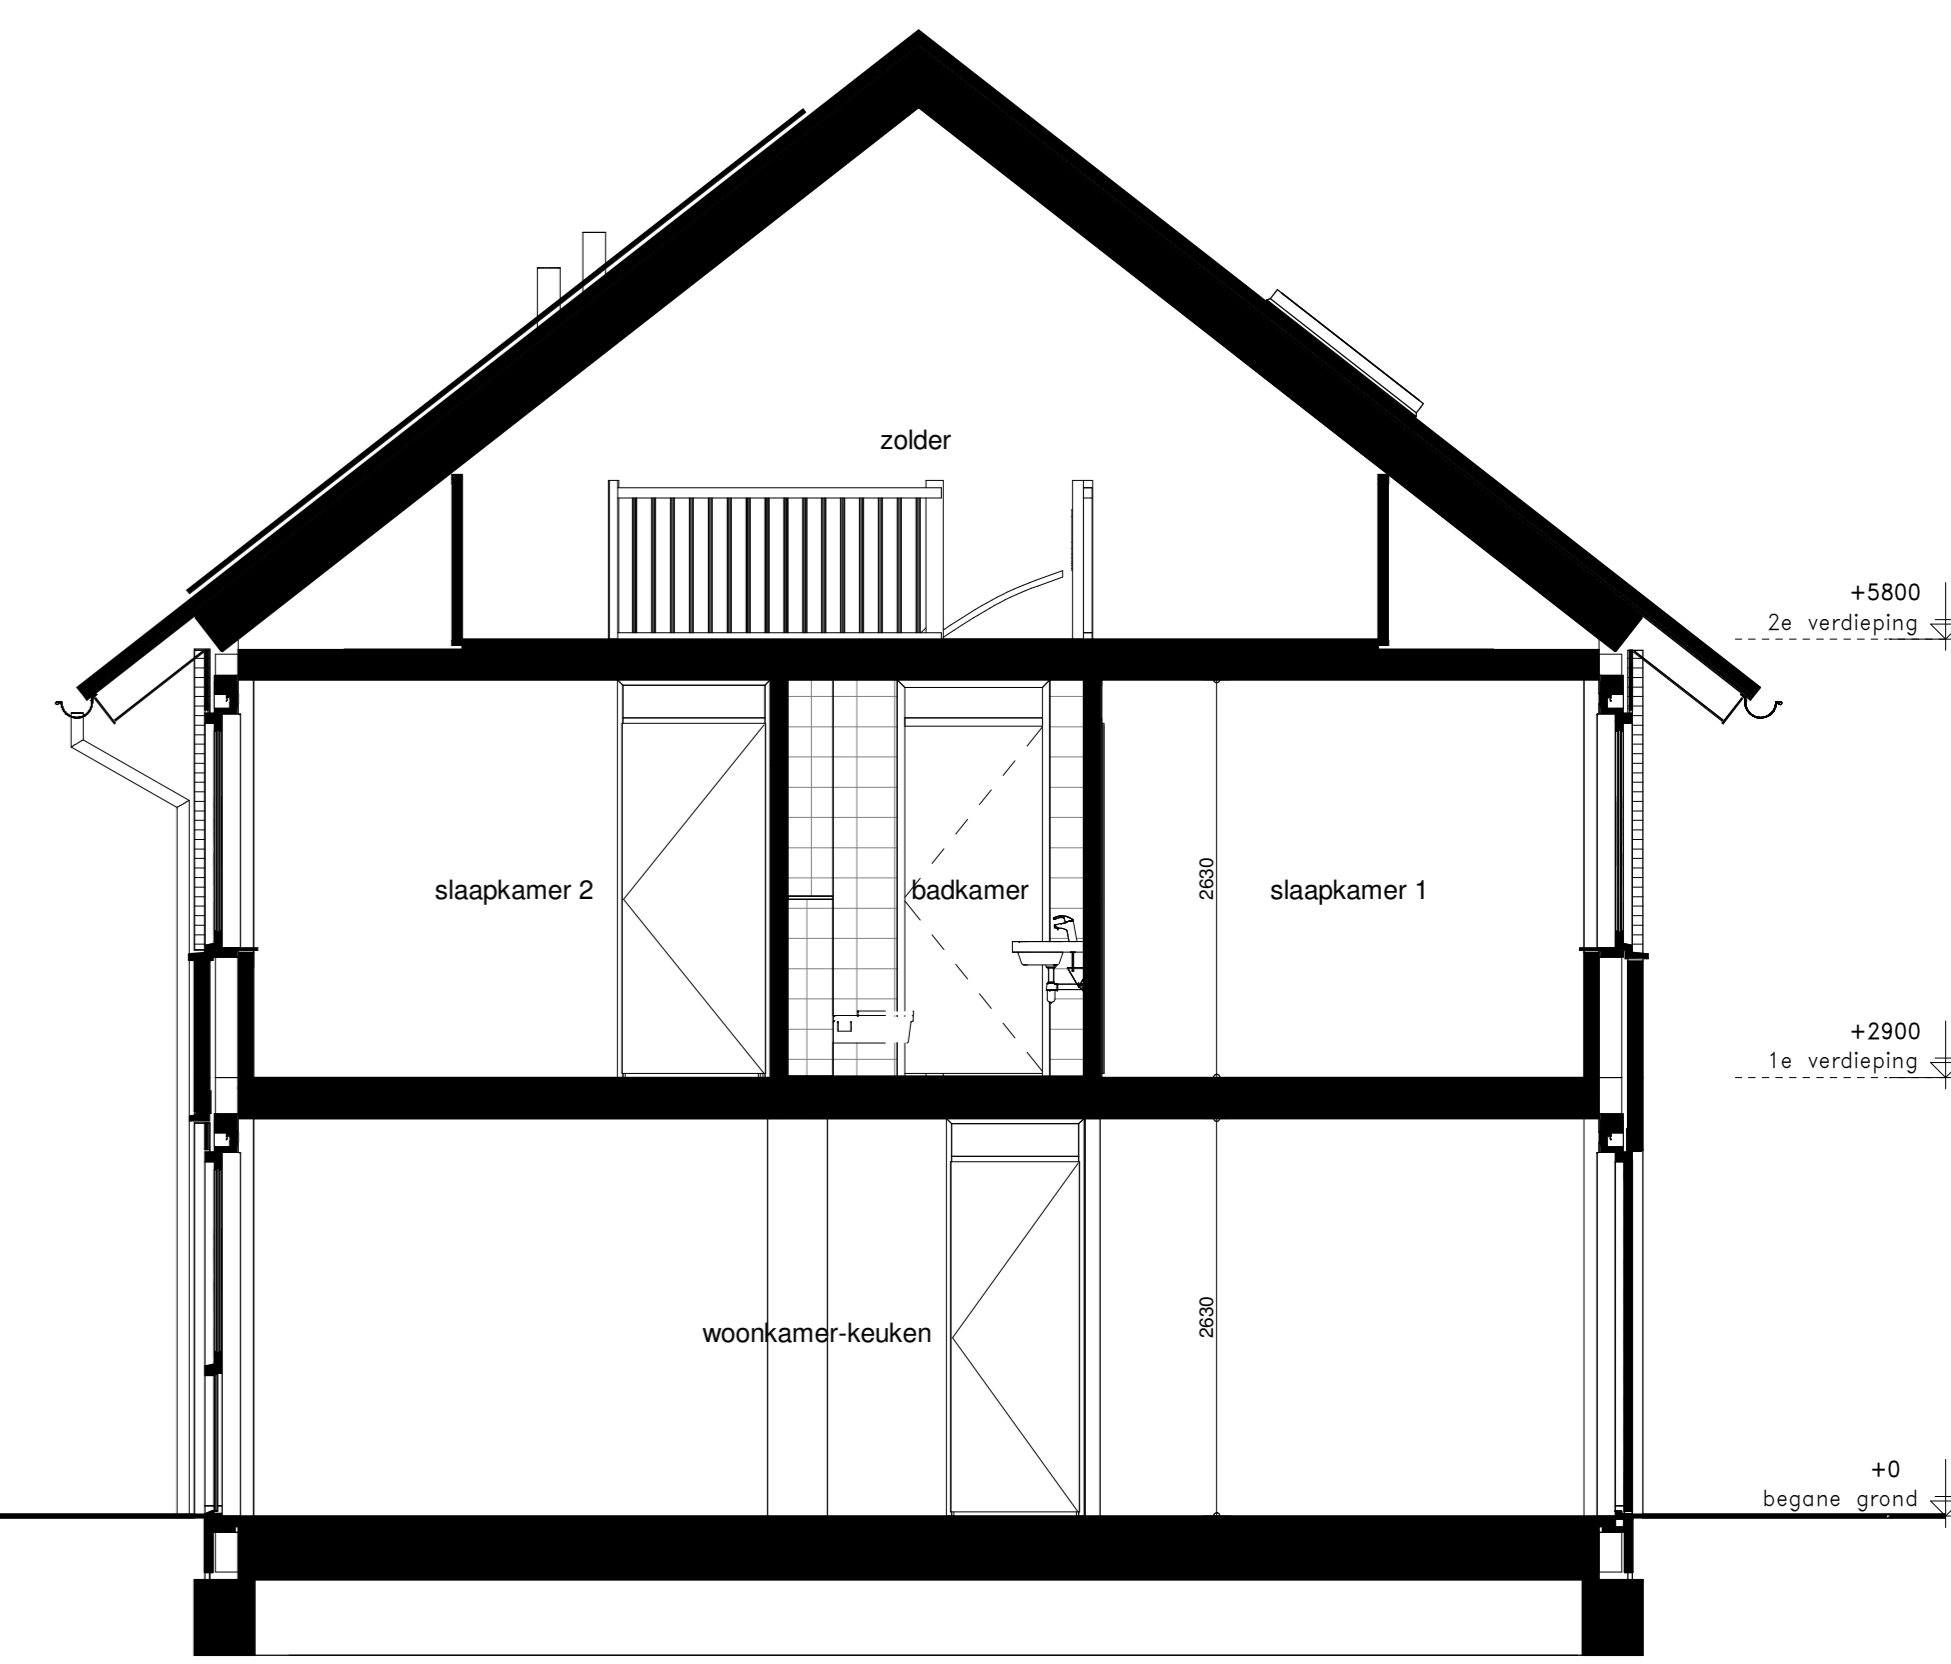 zolder
+5800
2e verdieping
slaapkamer 2
badkamer
2630
slaapkamer 1
+2900
1e verdieping
woonkamer-keuken
2630
+0
begane grond